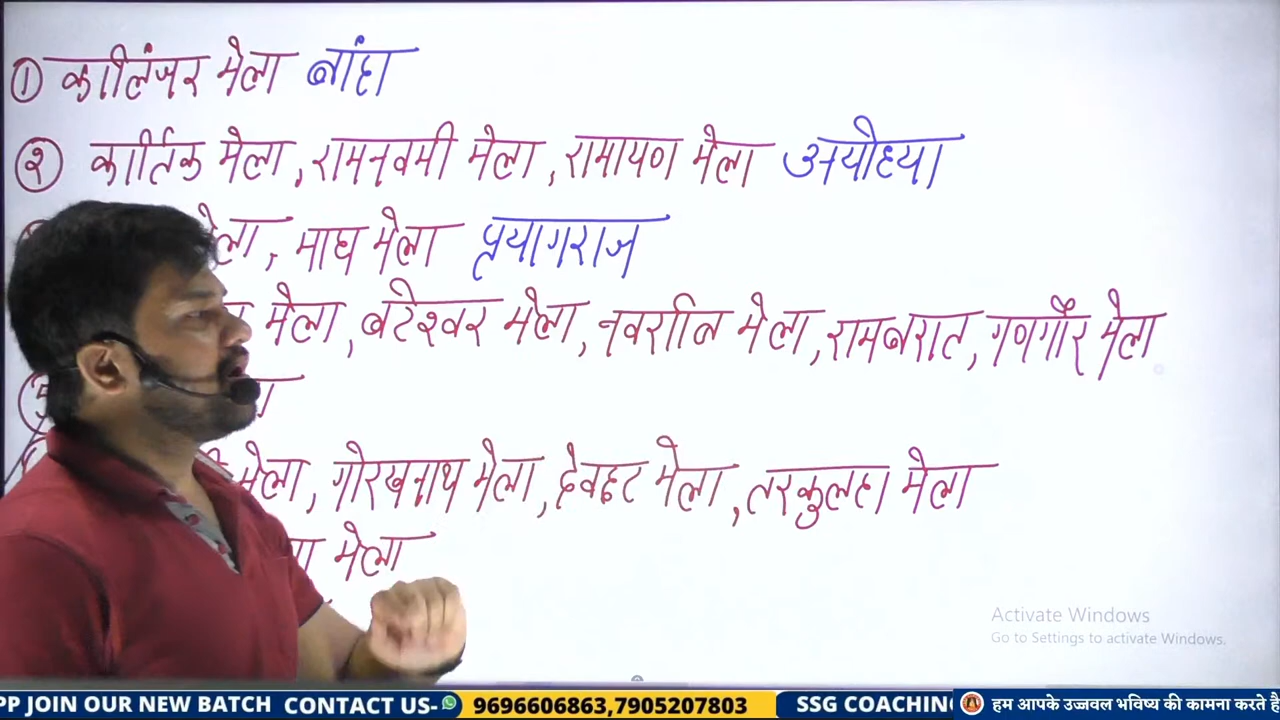 ① कालिंजर मेला बांदा
② कार्तिक मेला, रामनवमी मेला, रामायण मेला अयोध्या
मेला, माघ मेला प्रयागराज
मेला, बटेश्वर मेला, नवरात्रि मेला, रामबरात, गणगौर मेला
मेला, गोरखनाथ मेला, देवहट मेला, तरकुलहा मेला
मेला
Activate Windows
Go to Settings to activate Windows.
PP JOIN OUR NEW BATCH CONTACT US- 9696606863,7905207803 SSG COACHING हम आपके उज्जवल भविष्य की कामना करते है